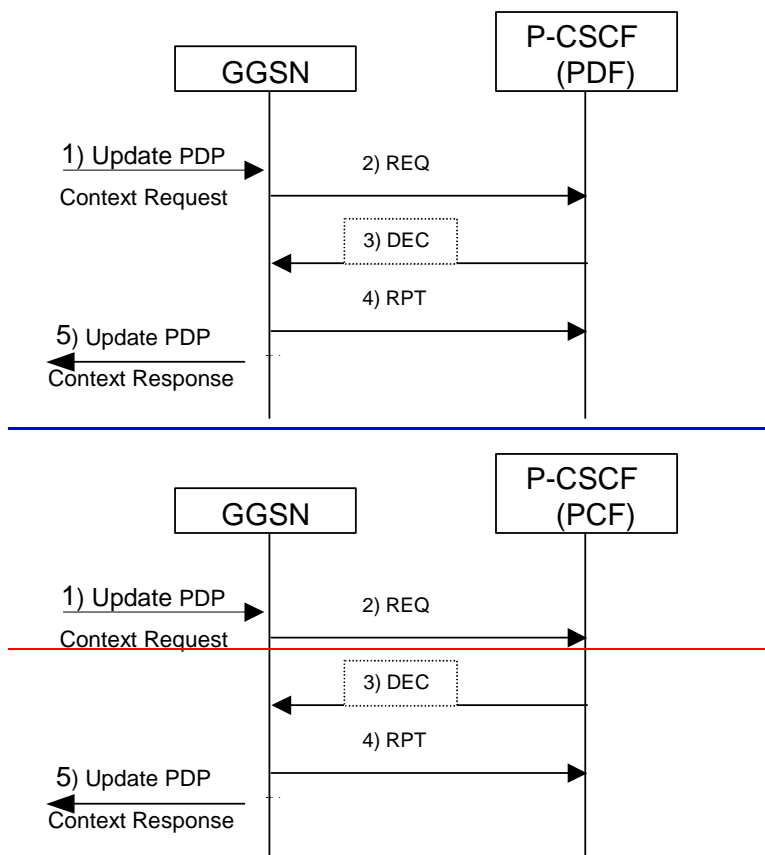 P-CSCF
(PDF)
GGSN
1) Update PDP
Context Request
2) REQ
3) DEC
4) RPT
5) Update PDP
Context Response
P-CSCF
(PCF)
GGSN
1) Update PDP
Context Request
2) REQ
3) DEC
4) RPT
5) Update PDP
Context Response